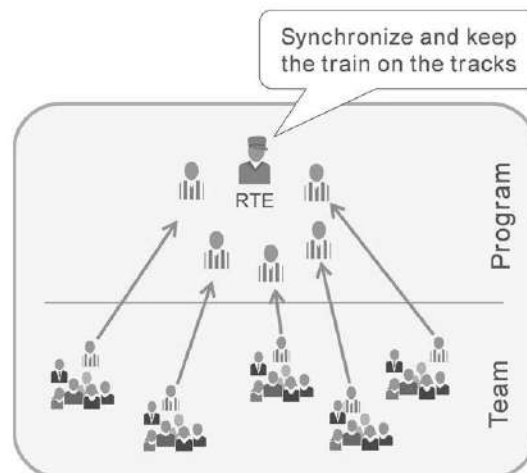 Synchronize and keep
the train on the tracks
RTE
Program
Team